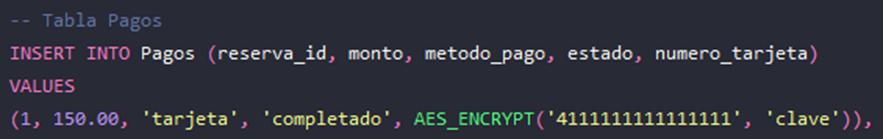 -- Tabla Pagos
INSERT INTO Pagos (reserva_id, monto, metodo_pago, estado, numero_tarjeta)
VALUES
(1, 150.00, 'tarjeta', 'completado', AES_ENCRYPT('4111111111111111', 'clave')),